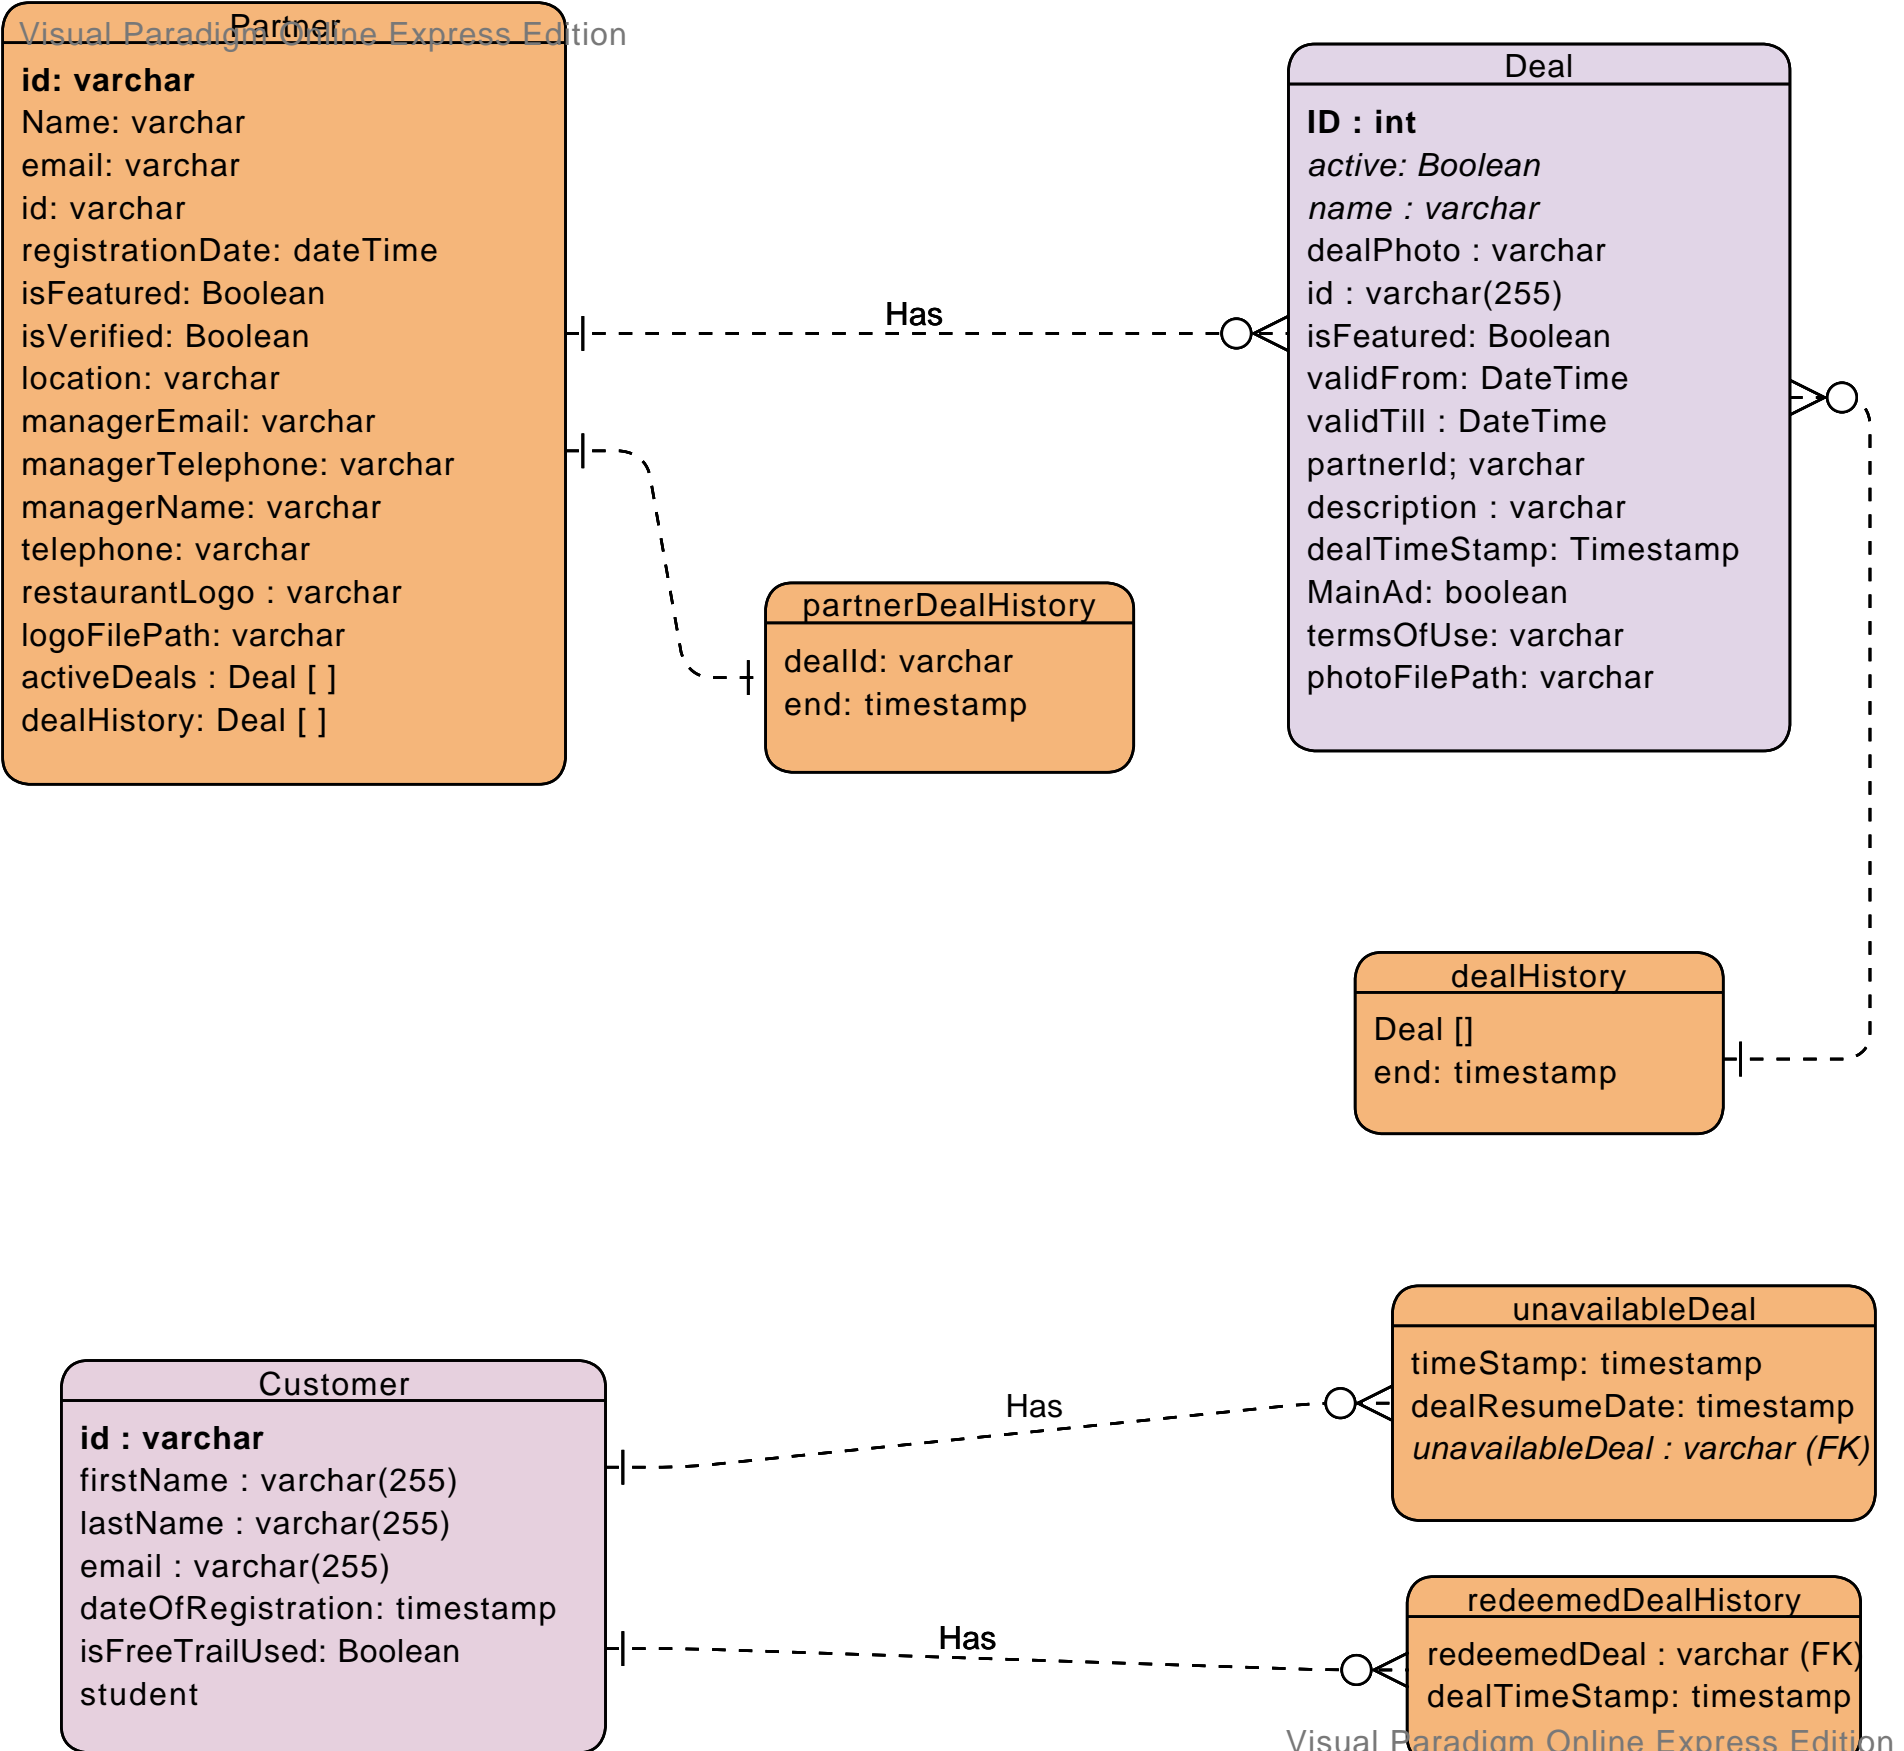 Partner
Visual Paradigm Online Express Edition
id: varchar
Name: varchar
email: varchar
id: varchar
registrationDate: dateTime
isFeatured: Boolean
isVerified: Boolean
location: varchar
managerEmail: varchar
managerTelephone: varchar
managerName: varchar
telephone: varchar
restaurantLogo : varchar
logoFilePath: varchar
activeDeals : Deal [ ]
dealHistory: Deal [ ]
Has
Deal
ID : int
active: Boolean
name : varchar
dealPhoto : varchar
id : varchar(255)
isFeatured: Boolean
validFrom: DateTime
validTill : DateTime
partnerId; varchar
description : varchar
dealTimeStamp: Timestamp
MainAd: boolean
termsOfUse: varchar
photoFilePath: varchar
partnerDealHistory
dealId: varchar
end: timestamp
dealHistory
Deal []
end: timestamp
Customer
id : varchar
firstName : varchar(255)
lastName : varchar(255)
email : varchar(255)
dateOfRegistration: timestamp
isFreeTrailUsed: Boolean
student
Has
unavailableDeal
timeStamp: timestamp
dealResumeDate: timestamp
unavailableDeal : varchar (FK)
Has
redeemedDealHistory
redeemedDeal : varchar (FK)
dealTimeStamp: timestamp
Visual Paradigm Online Express Edition